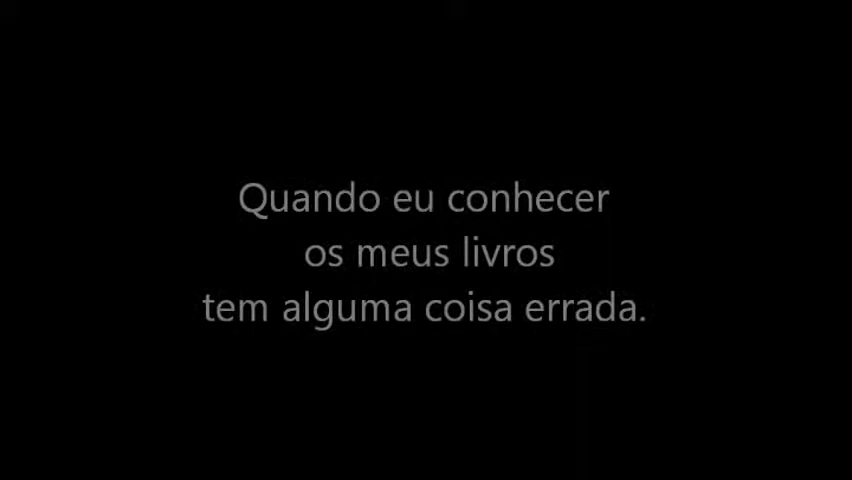 Quando eu conhecer
os meus livros
tem alguma coisa errada.